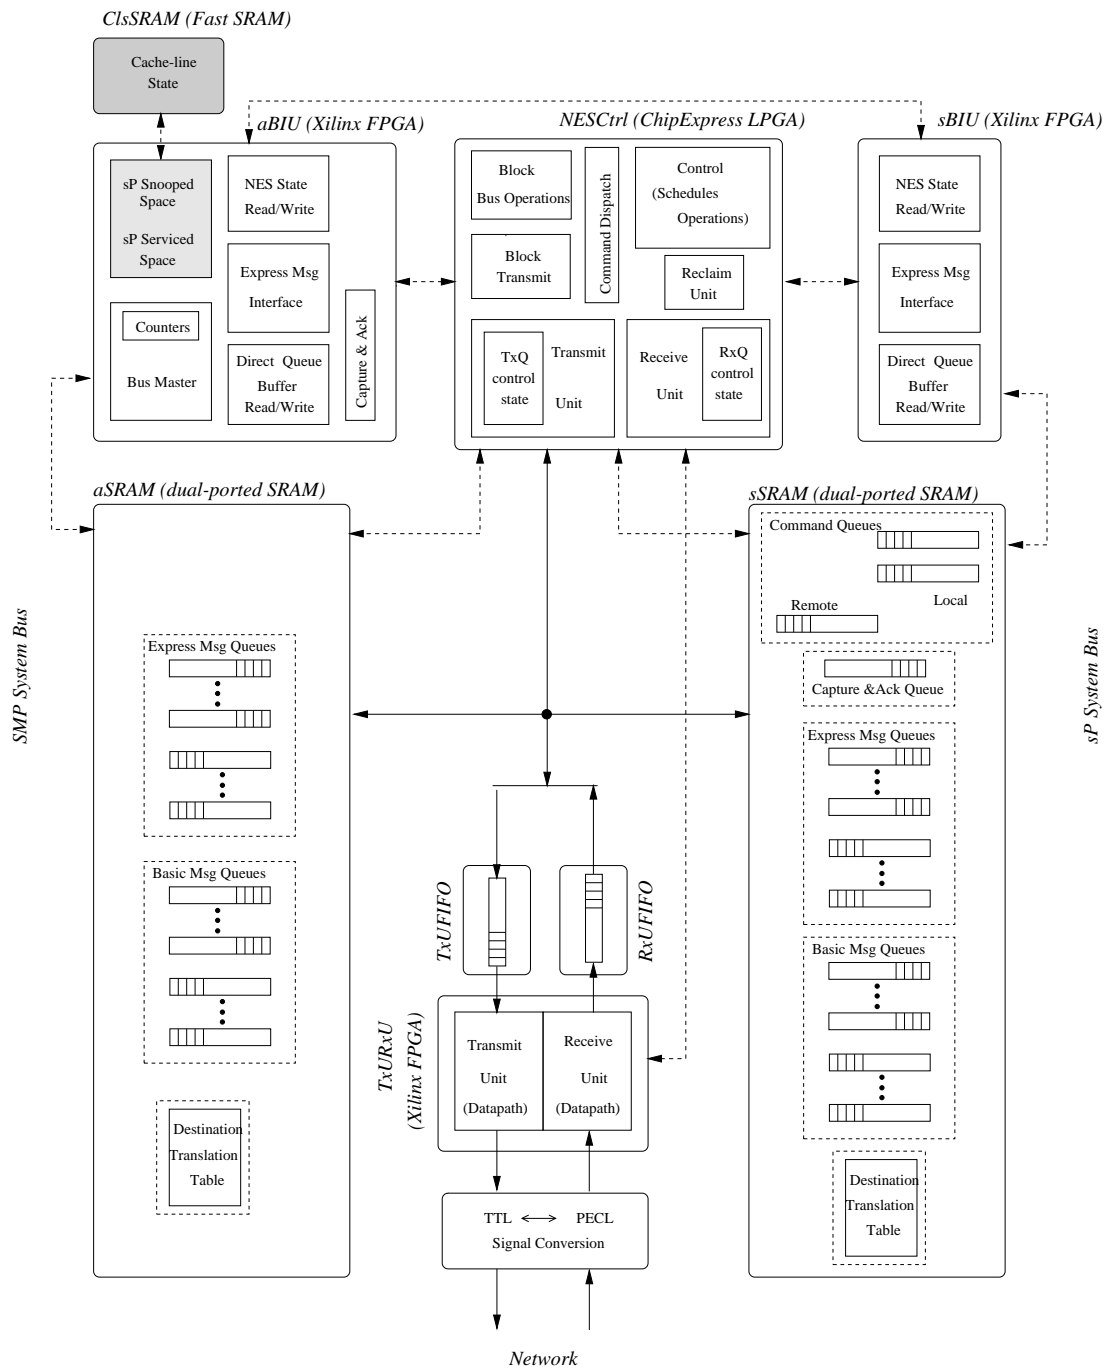 ClsSRAM (Fast SRAM)
Cache-line
State
aBIU (Xilinx FPGA)
sP Snooped
Space
sP Serviced
Space
NES State
Read/Write
Express Msg
Interface
Counters
Bus Master
Direct Queue
Buffer
Read/Write
Capture & Ack
NESCtrl (ChipExpress LPGA)
Block
Bus Operations
Block
Transmit
Command Dispatch
Control
(Schedules
Operations)
Reclaim
Unit
TxQ
control
state
Transmit
Unit
Receive
Unit
RxQ
control
state
sBIU (Xilinx FPGA)
NES State
Read/Write
Express Msg
Interface
Direct Queue
Buffer
Read/Write
SMP System Bus
aSRAM (dual-ported SRAM)
Express Msg Queues
Basic Msg Queues
Destination
Translation
Table
TxUFIFO
RxUFIFO
TxURxU
(Xilinx FPGA)
Transmit
Unit
(Datapath)
Receive
Unit
(Datapath)
TTL PECL
Signal Conversion
Network
sSRAM (dual-ported SRAM)
Command Queues
Local
Remote
Capture &Ack Queue
Express Msg Queues
Basic Msg Queues
Destination
Translation
Table
sP System Bus